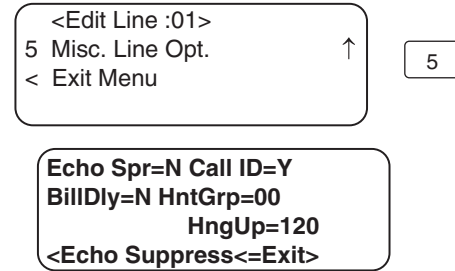 <Edit Line :01>
5 Misc. Line Opt. ↑
< Exit Menu
5
Echo Spr=N Call ID=Y
BillDly=N HntGrp=00
HngUp=120
<Echo Suppress<=Exit>